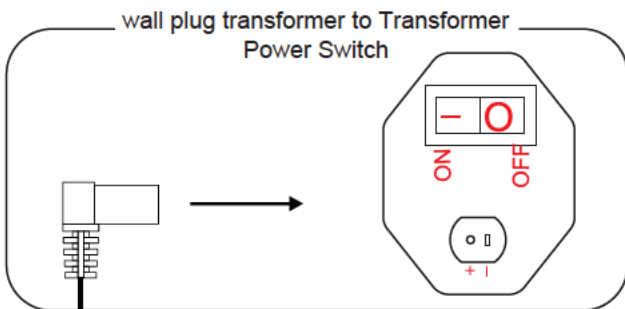 wall plug transformer to Transformer
Power Switch
I O
ON OFF
+ I